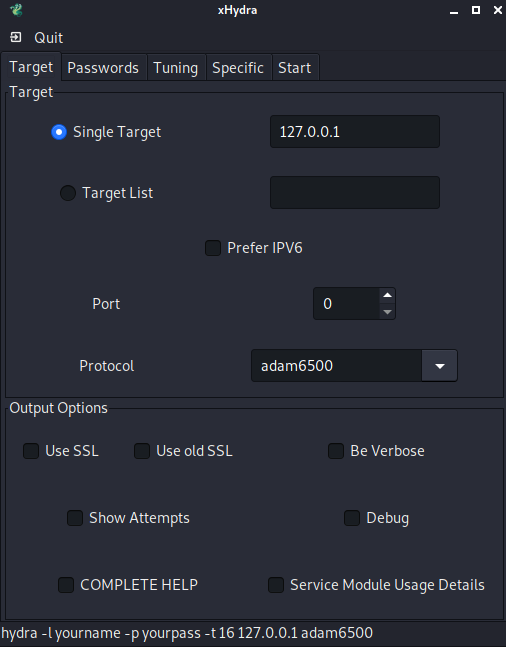 xHydra
Quit
Target Passwords Tuning Specific Start
Target
Single Target 127.0.0.1
Target List
Prefer IPV6
Port 0
Protocol adam6500
Output Options
Use SSL Use old SSL Be Verbose
Show Attempts Debug
COMPLETE HELP Service Module Usage Details
hydra -l yourname -p yourpass -t 16 127.0.0.1 adam6500